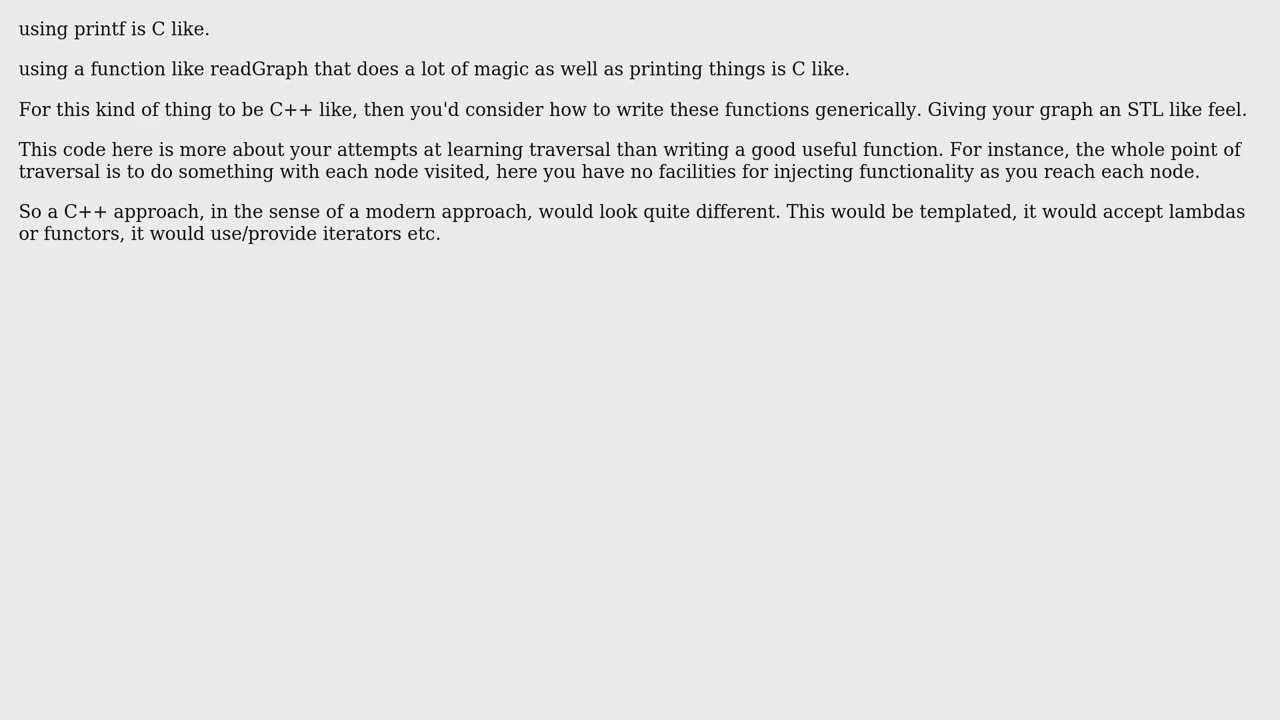 using printf is C like.
using a function like readGraph that does a lot of magic as well as printing things is C like.
For this kind of thing to be C++ like, then you'd consider how to write these functions generically. Giving your graph an STL like feel.
This code here is more about your attempts at learning traversal than writing a good useful function. For instance, the whole point of
traversal is to do something with each node visited, here you have no facilities for injecting functionality as you reach each node.
So a C++ approach, in the sense of a modern approach, would look quite different. This would be templated, it would accept lambdas
or functors, it would use/provide iterators etc.